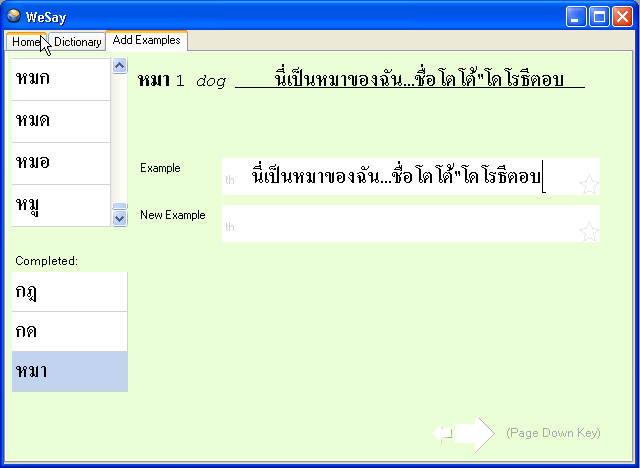 WeSay
Home Dictionary Add Examples
หมก
หมด
หมอ
หมู
หมา 1 dog นี่เป็นหมาของฉัน...ชื่อโตโต้"โดโรธีตอบ
Example th นี่เป็นหมาของฉัน...ชื่อโตโต้"โดโรธีตอบ
New Example th
Completed:
กฎ
กด
หมา
(Page Down Key)